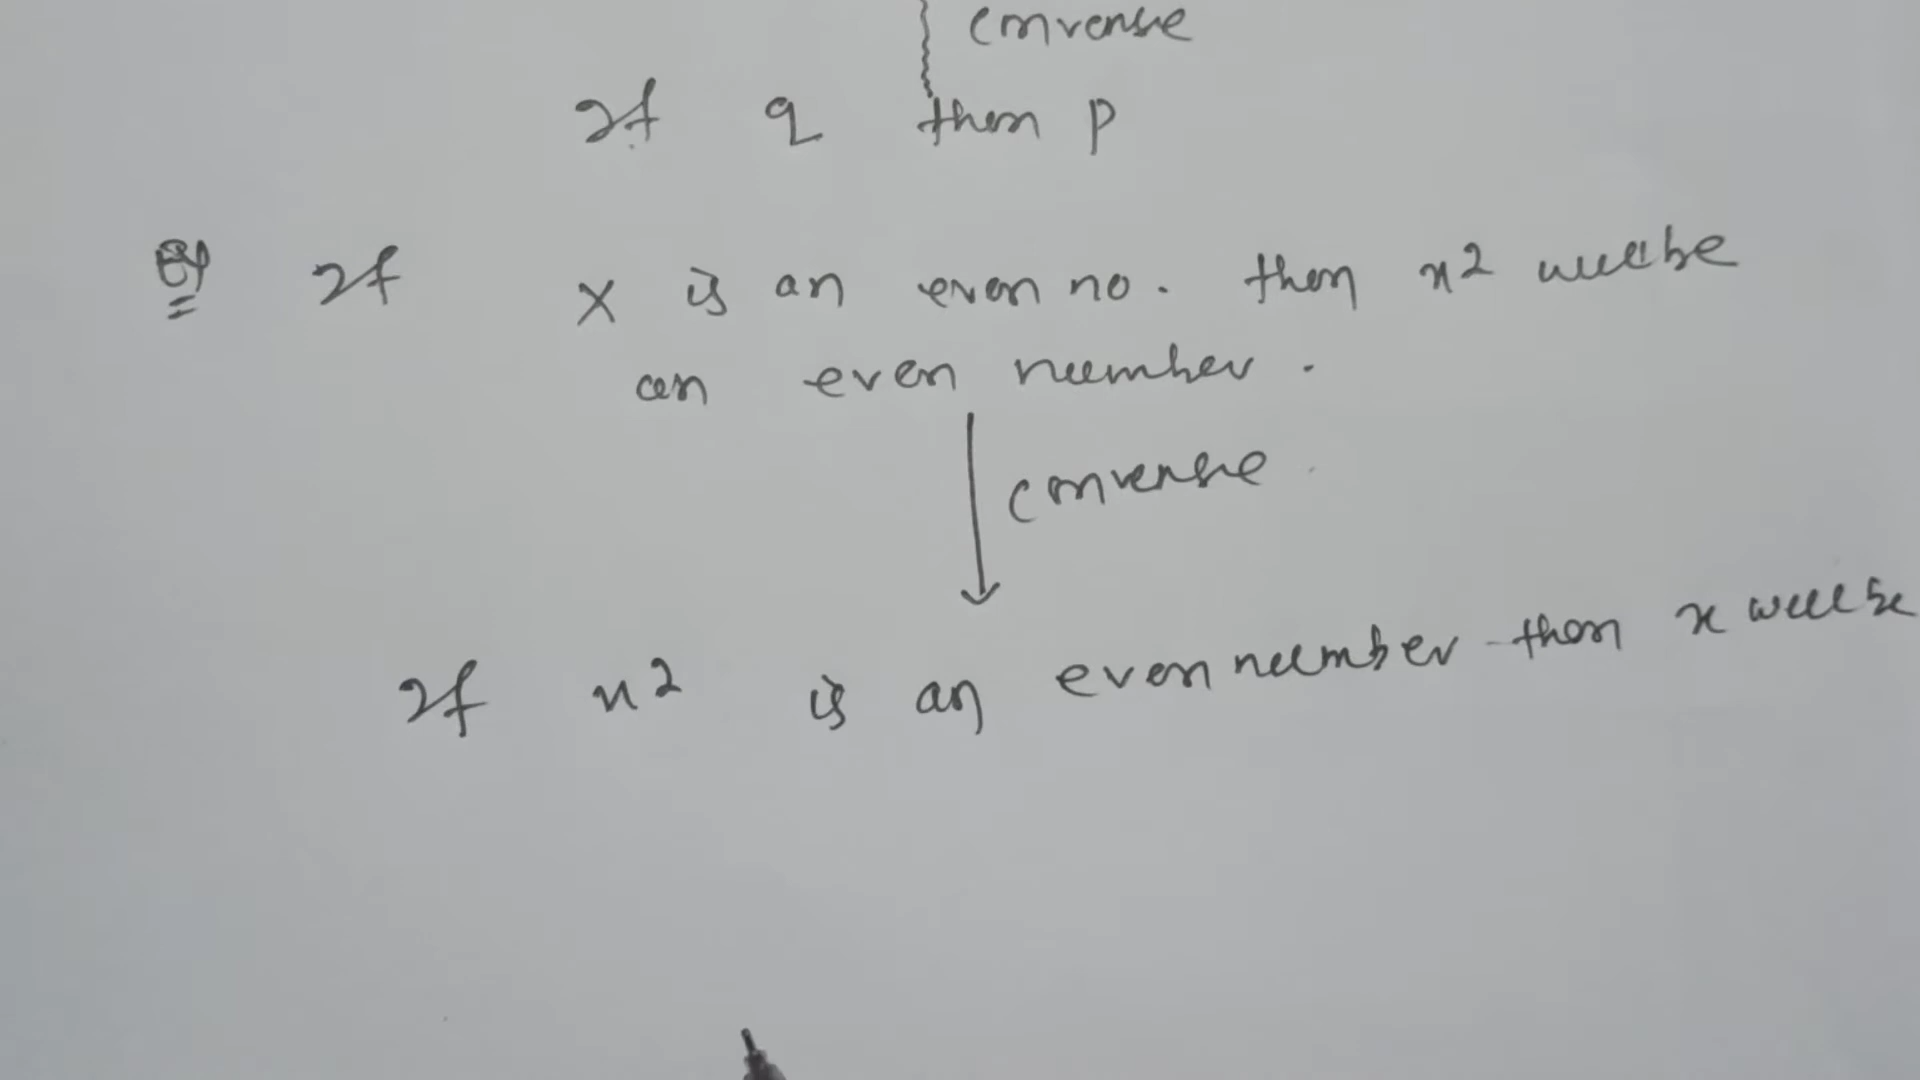 converse
If q then p
Eg If x is an even no. then x² will be
an even number.
converse
If x² is an even number then x will be